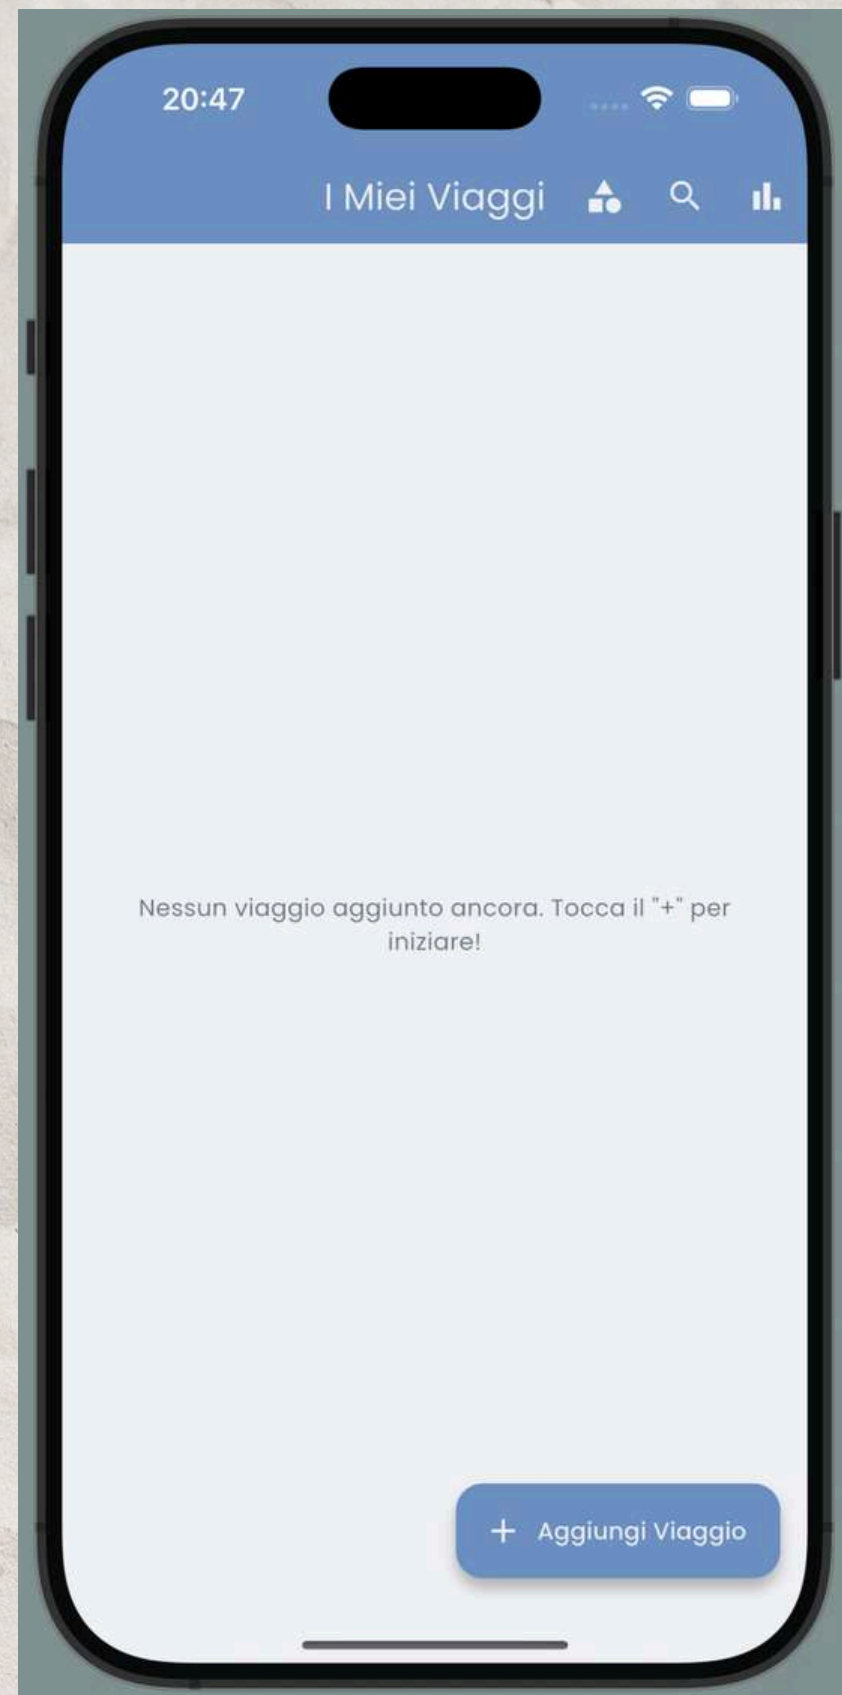 20:47
I Miei Viaggi
Nessun viaggio aggiunto ancora. Tocca il "+" per
iniziare!
+ Aggiungi Viaggio